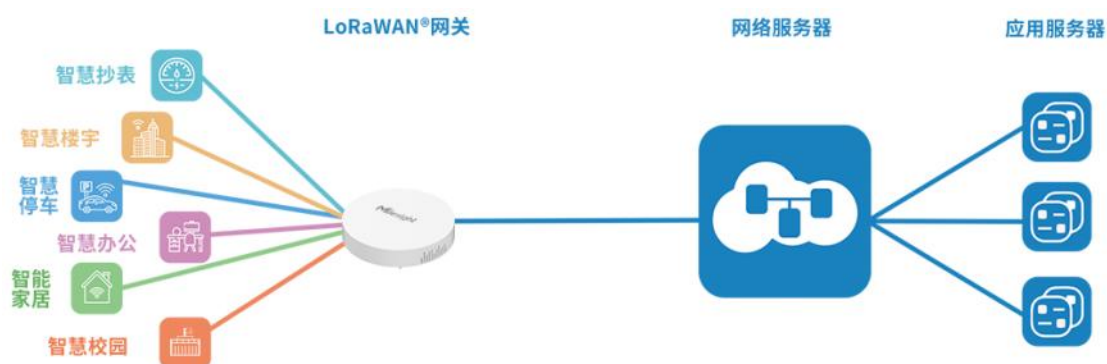 LoRaWAN®网关
网络服务器
应用服务器
智慧抄表
智慧楼宇
智慧
停车
智慧办公
智能
家居
智慧校园
Milesight